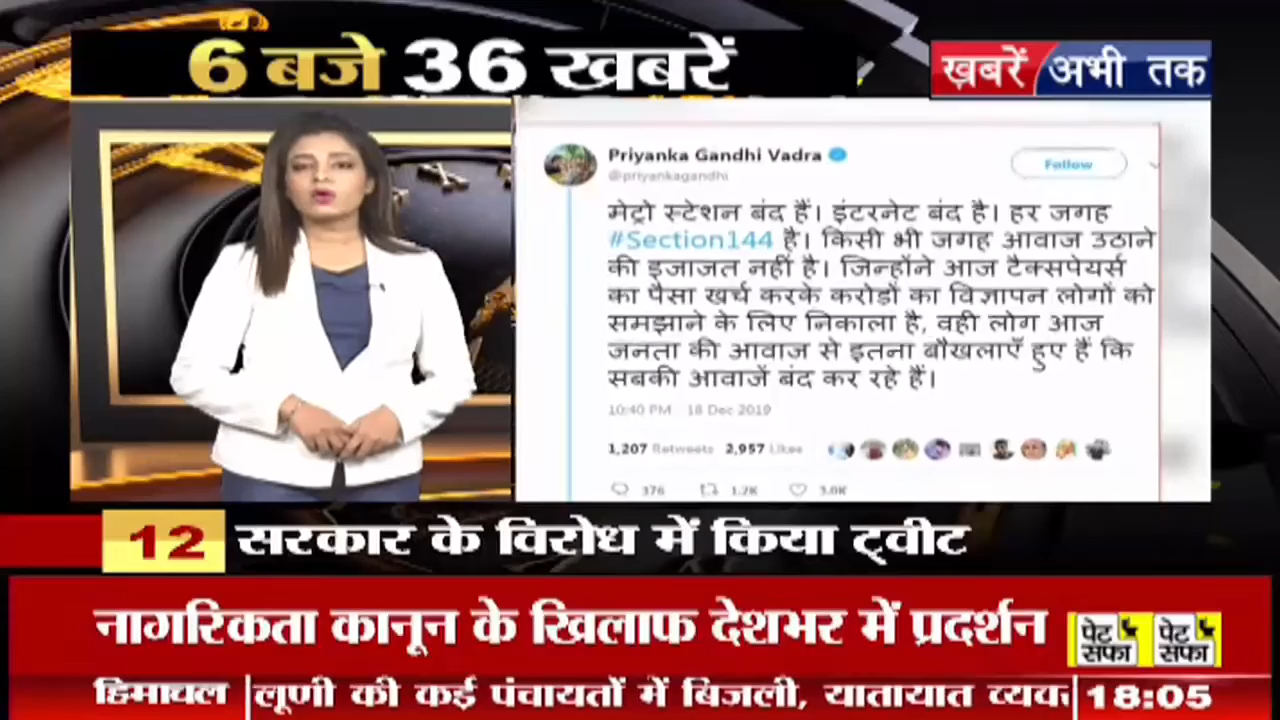 6 बजे 36 खबरें
ख़बरें अभी तक
Priyanka Gandhi Vadra
@priyankagandhi
Follow
मेट्रो स्टेशन बंद हैं। इंटरनेट बंद है। हर जगह
#Section144 है। किसी भी जगह आवाज उठाने
की इजाजत नहीं है। जिन्होंने आज टैक्सपेयर्स
का पैसा खर्च करके करोडों का विज्ञापन लोगों को
समझाने के लिए निकाला है, वही लोग आज
जनता की आवाज से इतना बौखलाएँ हुए हैं कि
सबकी आवाजें बंद कर रहे हैं।
10:40 PM 18 Dec 2019
1,207 Retweets 2,957 Likes
376 1.2K 3.0K
12 सरकार के विरोध में किया ट्वीट
नागरिकता कानून के खिलाफ देशभर में प्रदर्शन
पेट सफा पेट सफा
हिमाचल लूणी की कई पंचायतों में बिजली, यातायात 18:05